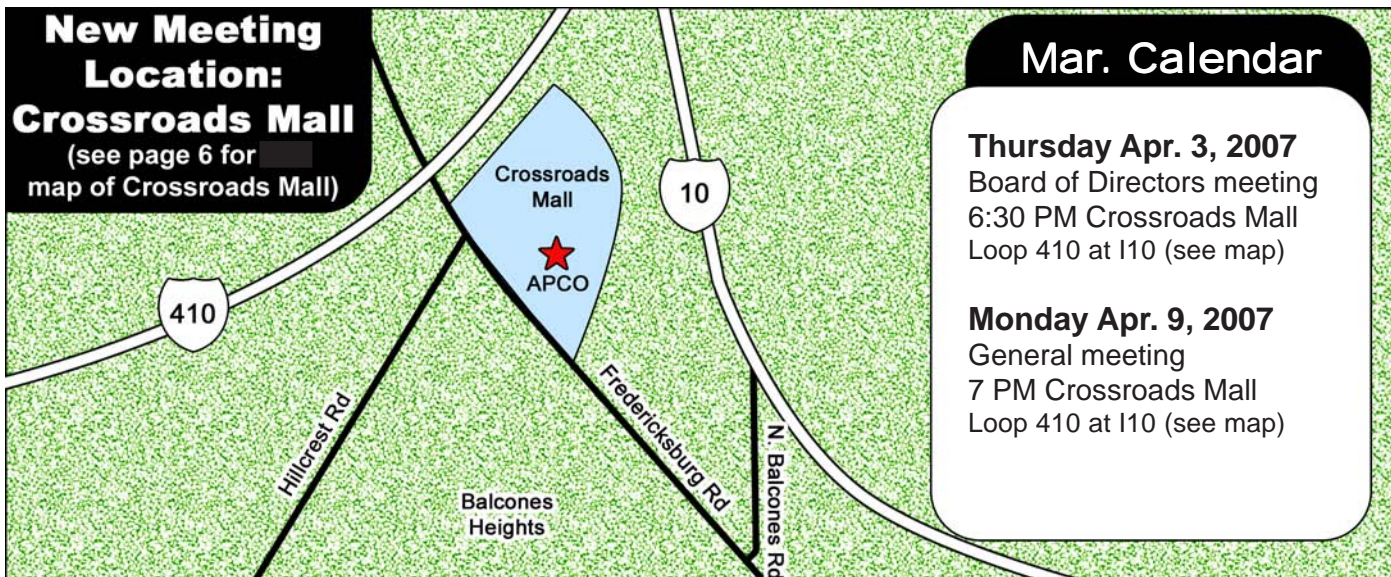 New Meeting
Location:
Crossroads Mall
(see page 6 for
map of Crossroads Mall)
Crossroads
Mall
APCO
10
410
Hillcrest Rd
Fredericksburg Rd
N. Balcones Rd
Balcones
Heights
Mar. Calendar
Thursday Apr. 3, 2007
Board of Directors meeting
6:30 PM Crossroads Mall
Loop 410 at I10 (see map)
Monday Apr. 9, 2007
General meeting
7 PM Crossroads Mall
Loop 410 at I10 (see map)